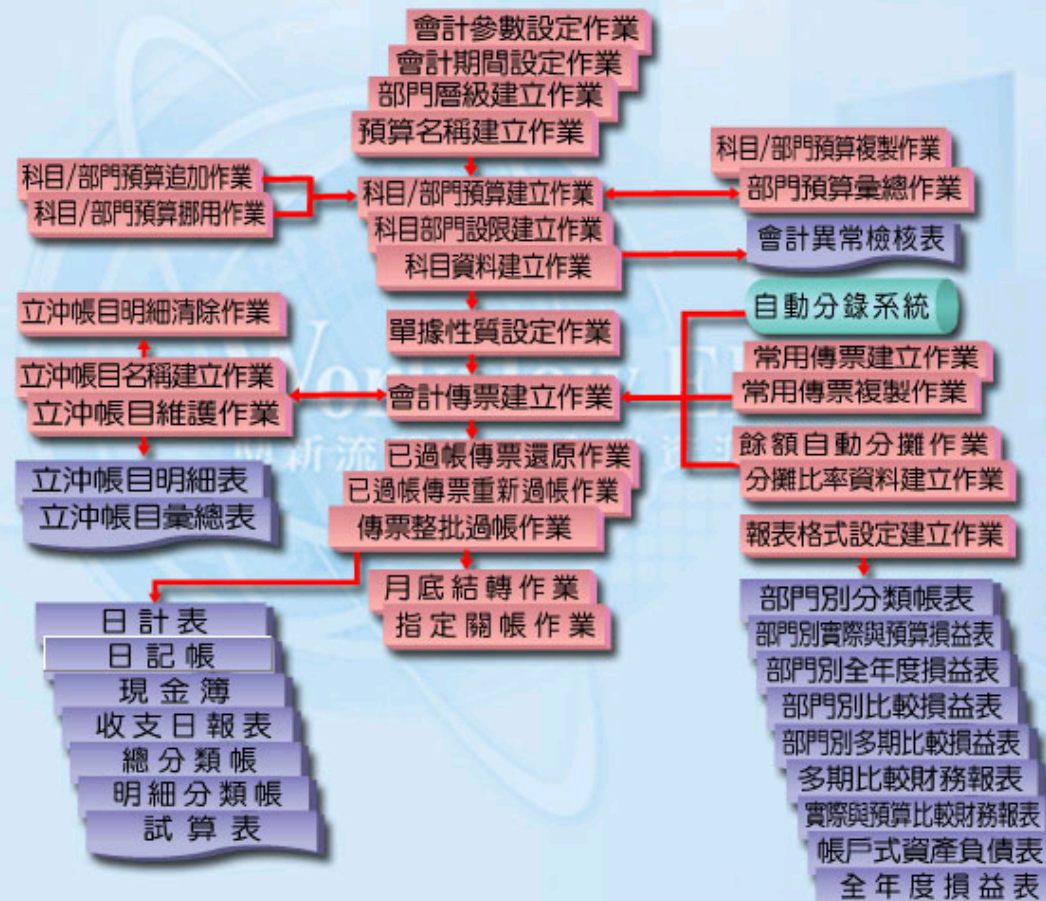 會計參數設定作業
會計期間設定作業
部門層級建立作業
預算名稱建立作業
科目/部門預算追加作業
科目/部門預算挪用作業
科目/部門預算建立作業
科目部門設限建立作業
科目資料建立作業
科目/部門預算複製作業
部門預算彙總作業
會計異常檢核表
自動分錄系統
立沖帳目明細清除作業
立沖帳目名稱建立作業
立沖帳目維護作業
立沖帳目明細表
立沖帳目彙總表
單據性質設定作業
會計傳票建立作業
常用傳票建立作業
常用傳票複製作業
餘額自動分攤作業
分攤比率資料建立作業
已過帳傳票還原作業
已過帳傳票重新過帳作業
傳票整批過帳作業
月底結轉作業
指定關帳作業
日計表
日記帳
現金簿
收支日報表
總分類帳
明細分類帳
試算表
報表格式設定建立作業
部門別分類帳表
部門別實際與預算損益表
部門別全年度損益表
部門別比較損益表
部門別多期比較損益表
多期比較財務報表
實際與預算比較財務報表
帳戶式資產負債表
全年度損益表